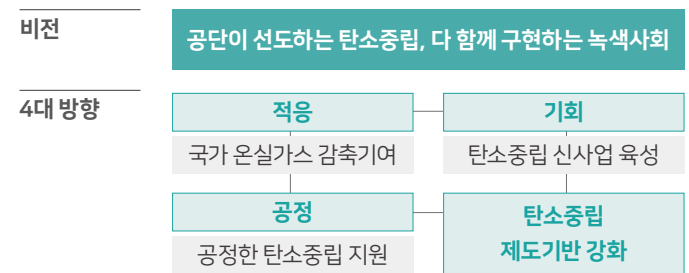 비전
공단이 선도하는 탄소중립, 다 함께 구현하는 녹색사회
4대 방향
적응
기회
국가 온실가스 감축기여
탄소중립 신사업 육성
공정
탄소중립
제도기반 강화
공정한 탄소중립 지원